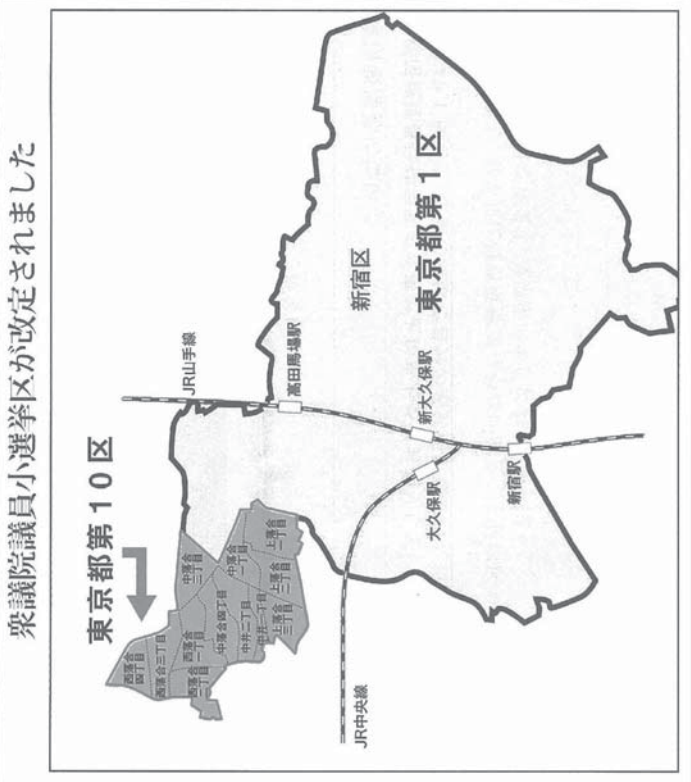 衆議院議員小選挙区が改定されました
東京都第10区
JR山手線
高田馬場駅
新宿区
東京都第1区
新大久保駅
大久保駅
新宿駅
JR中央線
西落合
四丁目
西落合三丁目
西落合
二丁目
西落合
一丁目
中落合
三丁目
中落合四丁目
中落合
一丁目
中井二丁目
中井一丁目
上落合
一丁目
上落合
二丁目
上落合
三丁目